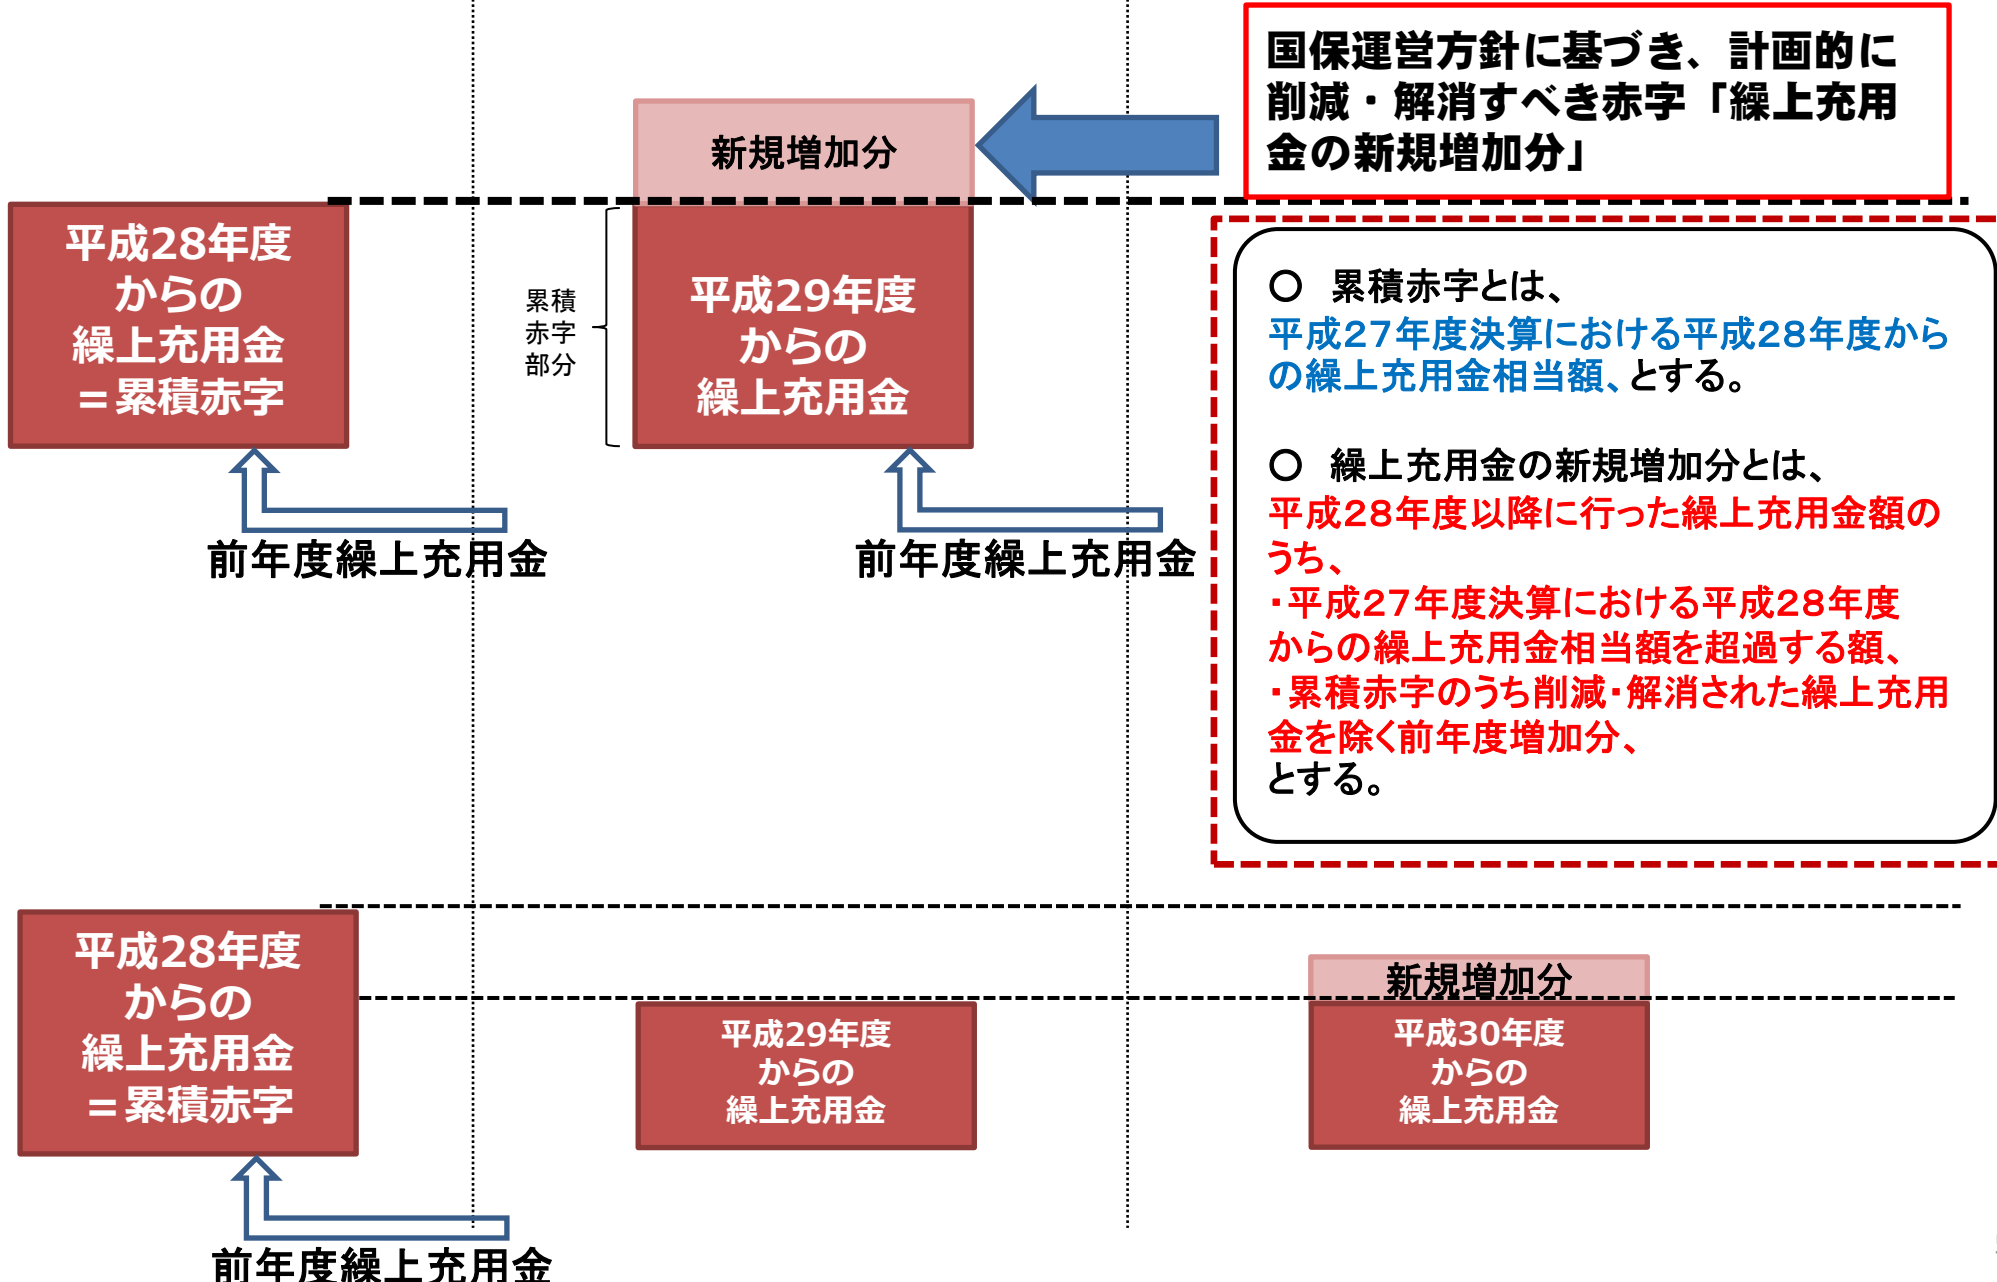 国保運営方針に基づき、計画的に
削減・解消すべき赤字「繰上充用
金の新規増加分」
新規増加分
平成28年度
からの
繰上充用金
＝累積赤字
累積
赤字
部分
平成29年度
からの
繰上充用金
前年度繰上充用金
前年度繰上充用金
○　累積赤字とは、
平成２７年度決算における平成２８年度から
の繰上充用金相当額、とする。
○　繰上充用金の新規増加分とは、
平成２８年度以降に行った繰上充用金額の
うち、
・平成２７年度決算における平成２８年度
からの繰上充用金相当額を超過する額、
・累積赤字のうち削減・解消された繰上充用
金を除く前年度増加分、
とする。
平成28年度
からの
繰上充用金
＝累積赤字
平成29年度
からの
繰上充用金
新規増加分
平成30年度
からの
繰上充用金
前年度繰上充用金